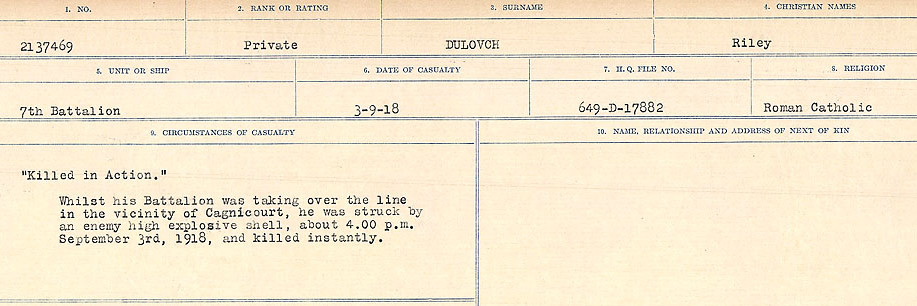 1. NO. 2. RANK OR RATING 3. SURNAME 4. CHRISTIAN NAMES
2137469 Private DULOVCH Riley
5. UNIT OR SHIP 6. DATE OF CASUALTY 7. H.Q. FILE NO. 8. RELIGION
7th Battalion 3-9-18 649-D-17882 Roman Catholic
9. CIRCUMSTANCES OF CASUALTY 10. NAME, RELATIONSHIP AND ADDRESS OF NEXT OF KIN
"Killed in Action."
Whilst his Battalion was taking over the line
in the vicinity of Cagnicourt, he was struck by
an enemy high explosive shell, about 4.00 p.m.
September 3rd, 1918, and killed instantly.